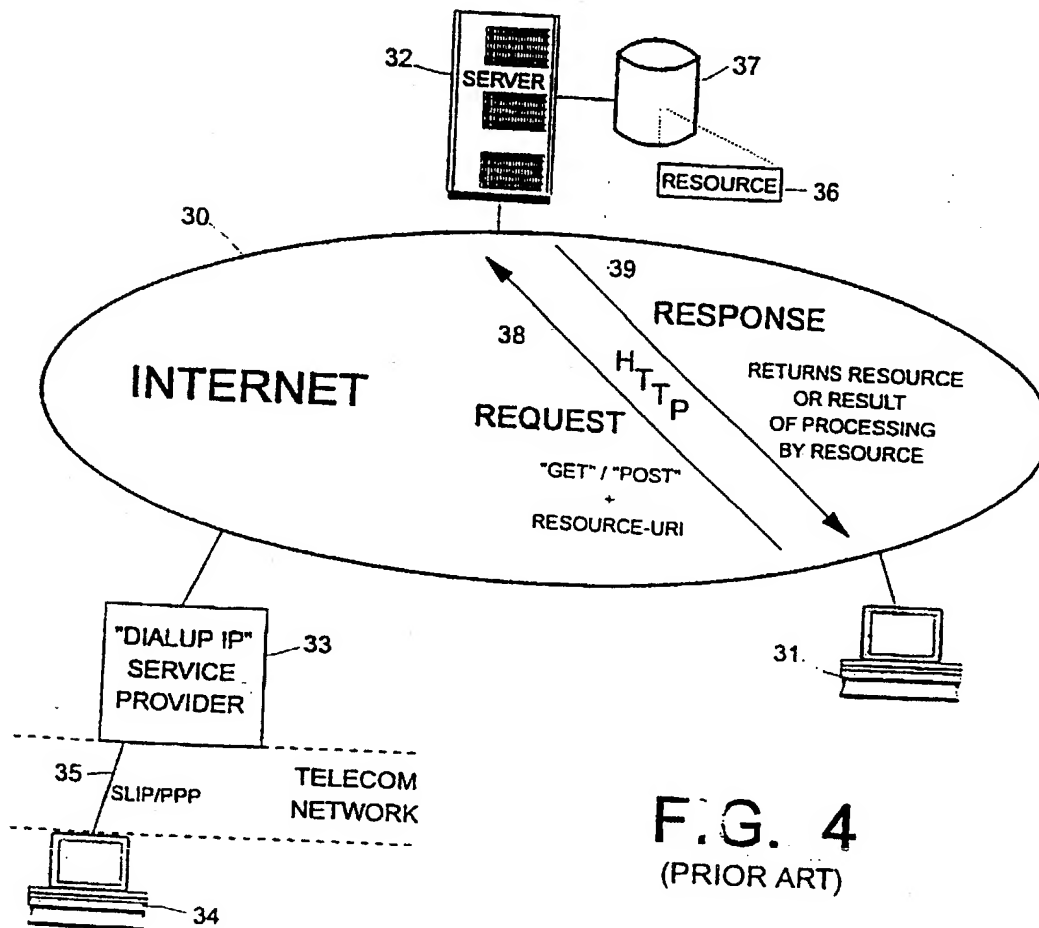 32
SERVER
37
RESOURCE
36
30
39
RESPONSE
38
HTTP
INTERNET
REQUEST
RETURNS RESOURCE
OR RESULT
OF PROCESSING
BY RESOURCE
"GET" / "POST"
+
RESOURCE-URI
"DIALUP IP"
SERVICE
PROVIDER
33
31
35
SLIP/PPP
TELECOM
NETWORK
34
F.G. 4
(PRIOR ART)